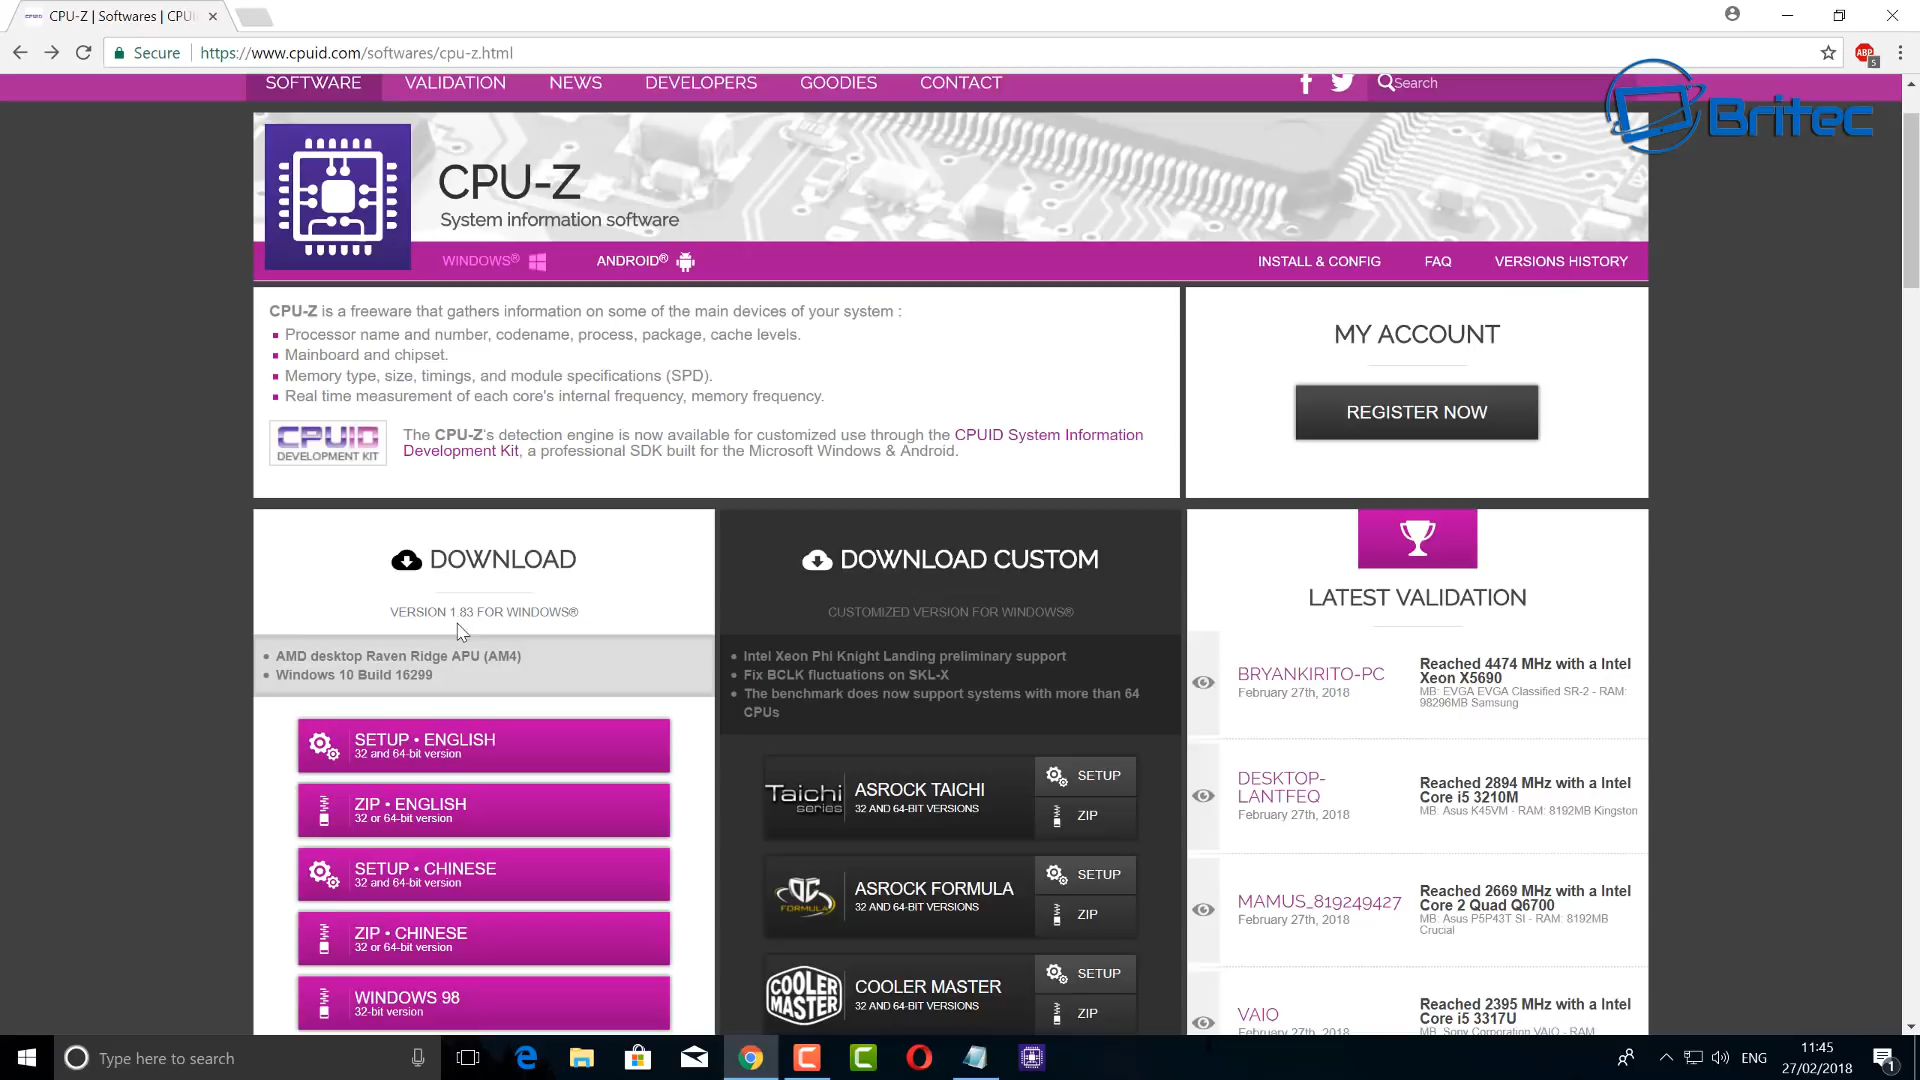 CPU-Z | Softwares | CPUI
Secure
https://www.cpuid.com/softwares/cpu-z.html
ABP
5
SOFTWARE
VALIDATION
NEWS
DEVELOPERS
GOODIES
CONTACT
Search
Britec
CPU-Z
System information software
WINDOWS®
ANDROID®
INSTALL & CONFIG
FAQ
VERSIONS HISTORY
CPU-Z is a freeware that gathers information on some of the main devices of your system :
Processor name and number, codename, process, package, cache levels.
Mainboard and chipset.
Memory type, size, timings, and module specifications (SPD).
Real time measurement of each core's internal frequency, memory frequency.
CPUID
DEVELOPMENT KIT
The CPU-Z's detection engine is now available for customized use through the CPUID System Information
Development Kit, a professional SDK built for the Microsoft Windows & Android.
MY ACCOUNT
REGISTER NOW
DOWNLOAD
VERSION 1.83 FOR WINDOWS®
AMD desktop Raven Ridge APU (AM4)
Windows 10 Build 16299
SETUP • ENGLISH
32 and 64-bit version
ZIP • ENGLISH
32 or 64-bit version
SETUP • CHINESE
32 and 64-bit version
ZIP • CHINESE
32 or 64-bit version
WINDOWS 98
32-bit version
DOWNLOAD CUSTOM
CUSTOMIZED VERSION FOR WINDOWS®
Intel Xeon Phi Knight Landing preliminary support
Fix BCLK fluctuations on SKL-X
The benchmark does now support systems with more than 64
CPUs
Taichi
series
ASROCK TAICHI
32 AND 64-BIT VERSIONS
SETUP
ZIP
OC
FORMULA
ASROCK FORMULA
32 AND 64-BIT VERSIONS
SETUP
ZIP
COOLER
MASTER
COOLER MASTER
32 AND 64-BIT VERSIONS
SETUP
ZIP
LATEST VALIDATION
BRYANKIRITO-PC
February 27th, 2018
Reached 4474 MHz with a Intel
Xeon X5690
MB: EVGA EVGA Classified SR-2 - RAM:
98296MB Samsung
DESKTOP-
LANTFEQ
February 27th, 2018
Reached 2894 MHz with a Intel
Core i5 3210M
MB: Asus K45VM - RAM: 8192MB Kingston
MAMUS_819249427
February 27th, 2018
Reached 2669 MHz with a Intel
Core 2 Quad Q6700
MB: Asus P5P43T SI - RAM: 8192MB
Crucial
VAIO
February 27th, 2018
Reached 2395 MHz with a Intel
Core i5 3317U
MB: Sony Corporation VAIO - RAM:
Type here to search
ENG
11:45
27/02/2018
1